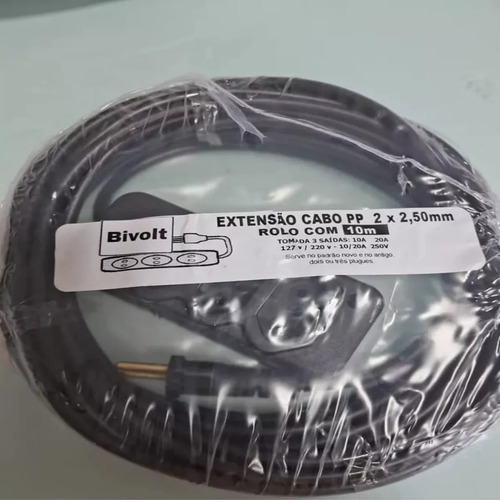 Bivolt
EXTENSÃO CABO PP 2 x 2,50mm
ROLO COM 10m
TOMADA 3 SAÍDAS: 10A 20A
127 v / 220 v - 10/20A 250V
Serve no padrão novo e no antigo,
dois ou três plugues.